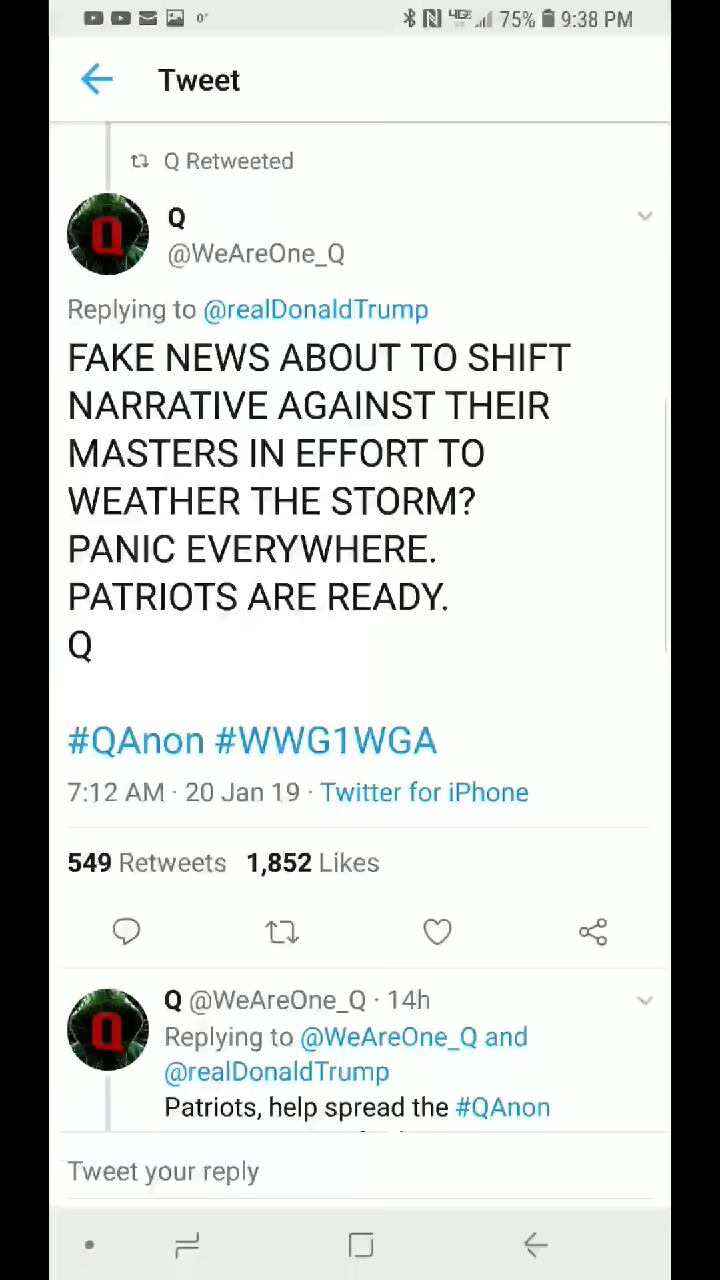 0°
75% 9:38 PM
Tweet
Q Retweeted
Q
@WeAreOne_Q
Replying to @realDonaldTrump
FAKE NEWS ABOUT TO SHIFT
NARRATIVE AGAINST THEIR
MASTERS IN EFFORT TO
WEATHER THE STORM?
PANIC EVERYWHERE.
PATRIOTS ARE READY.
Q
#QAnon #WWG1WGA
7:12 AM · 20 Jan 19 · Twitter for iPhone
549 Retweets 1,852 Likes
Q @WeAreOne_Q · 14h
Replying to @WeAreOne_Q and
@realDonaldTrump
Patriots, help spread the #QAnon
Tweet your reply